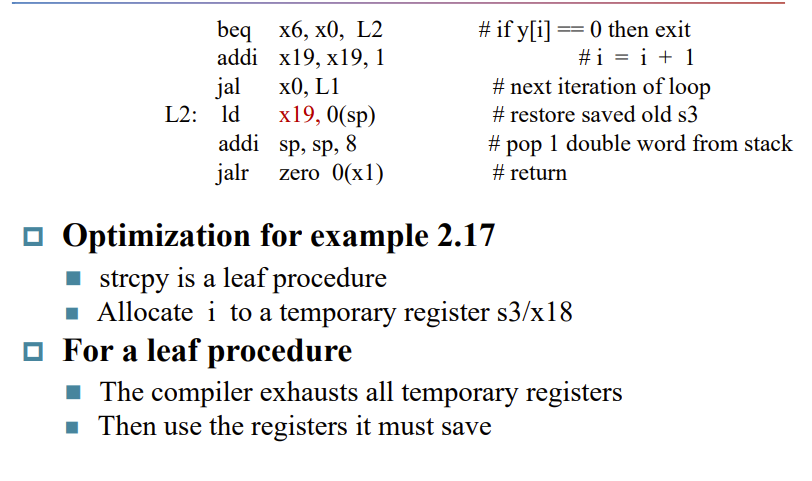 beq x6, x0, L2 # if y[i] == 0 then exit
addi x19, x19, 1 # i = i + 1
jal x0, L1 # next iteration of loop
L2: ld x19, 0(sp) # restore saved old s3
addi sp, sp, 8 # pop 1 double word from stack
jalr zero 0(x1) # return
Optimization for example 2.17
strcpy is a leaf procedure
Allocate i to a temporary register s3/x18
For a leaf procedure
The compiler exhausts all temporary registers
Then use the registers it must save